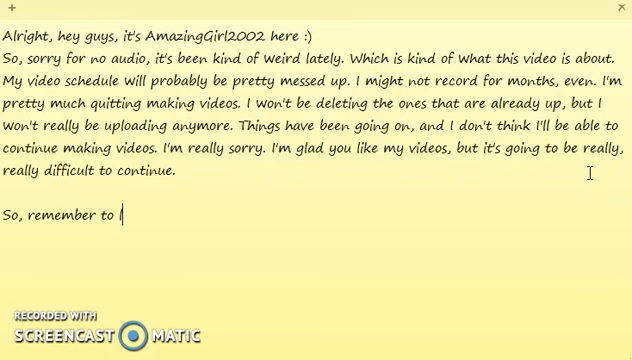 Alright, hey guys, it's AmazingGirl2002 here :)
So, sorry for no audio, it's been kind of weird lately. Which is kind of what this video is about.
My video schedule will probably be pretty messed up. I might not record for months, even. I'm
pretty much quitting making videos. I won't be deleting the ones that are already up, but I
won't really be uploading anymore. Things have been going on, and I don't think I'll be able to
continue making videos. I'm really sorry. I'm glad you like my videos, but it's going to be really,
really difficult to continue.
So, remember to l
RECORDED WITH
SCREENCAST MATIC